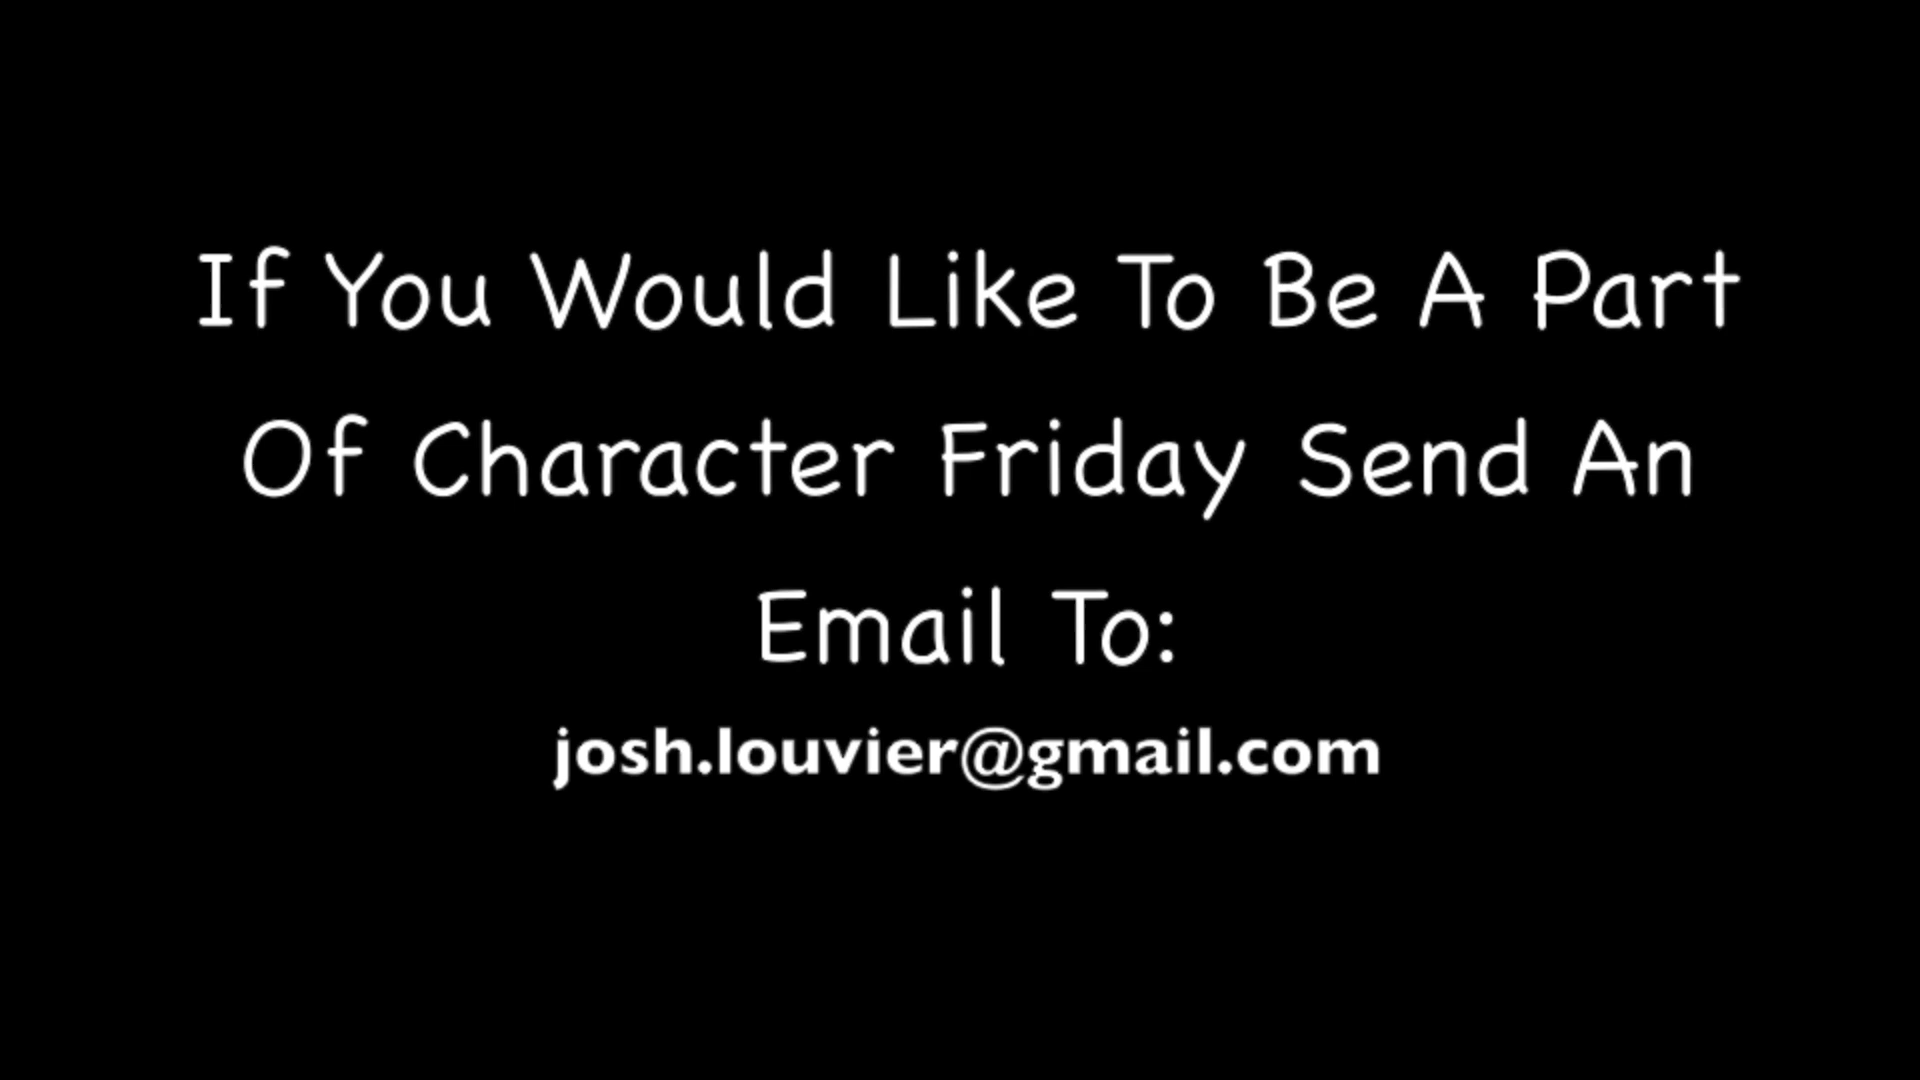 If You Would Like To Be A Part
Of Character Friday Send An
Email To:
josh.louvier@gmail.com